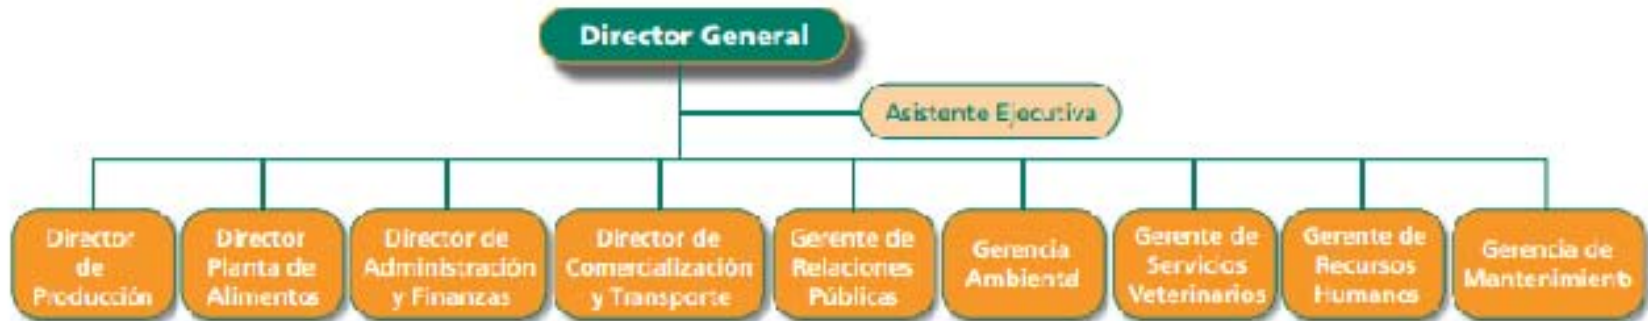 Director General
Asistente Ejecutiva
Director
de
Producción
Director
Planta de
Alimentos
Director de
Administración
y Finanzas
Director de
Comercialización
y Transporte
Gerente de
Relaciones
Públicas
Gerencia
Ambiental
Gerente de
Servicios
Veterinarios
Gerente de
Recursos
Humanos
Gerencia de
Mantenimiento